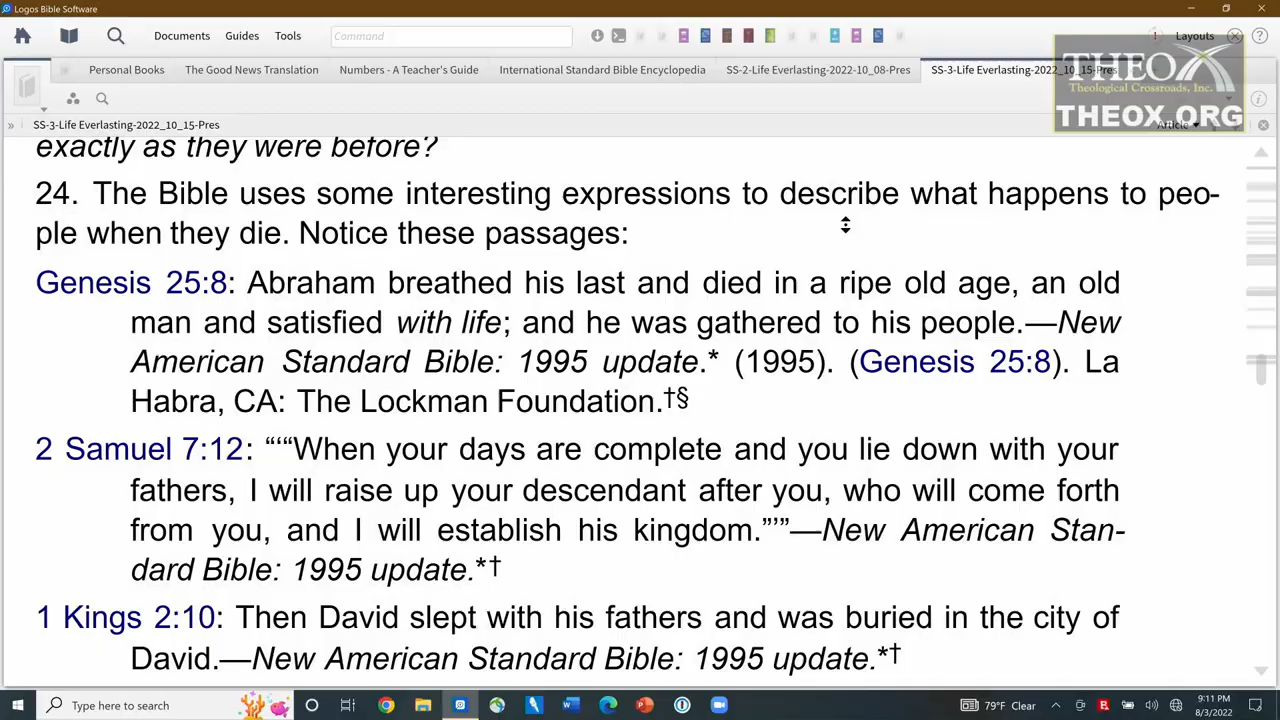 Logos Bible Software
Documents Guides Tools Command Layouts
THEOX
Theological Crossroads, Inc.
THEOX.ORG
Personal Books The Good News Translation Guide International Standard Bible Encyclopedia SS-2-Life Everlasting-2022-10_08-Pres SS-3-Life Everlasting-2022_10_15-Pres
SS-3-Life Everlasting-2022_10_15-Pres Article
exactly as they were before?
24. The Bible uses some interesting expressions to describe what happens to peo-
ple when they die. Notice these passages:
Genesis 25:8: Abraham breathed his last and died in a ripe old age, an old
man and satisfied with life; and he was gathered to his people.—New
American Standard Bible: 1995 update.* (1995). (Genesis 25:8). La
Habra, CA: The Lockman Foundation.†§
2 Samuel 7:12: “‘“When your days are complete and you lie down with your
fathers, I will raise up your descendant after you, who will come forth
from you, and I will establish his kingdom.”’”—New American Stan-
dard Bible: 1995 update.*†
1 Kings 2:10: Then David slept with his fathers and was buried in the city of
David.—New American Standard Bible: 1995 update.*†
Type here to search 79°F Clear 9:11 PM
8/3/2022